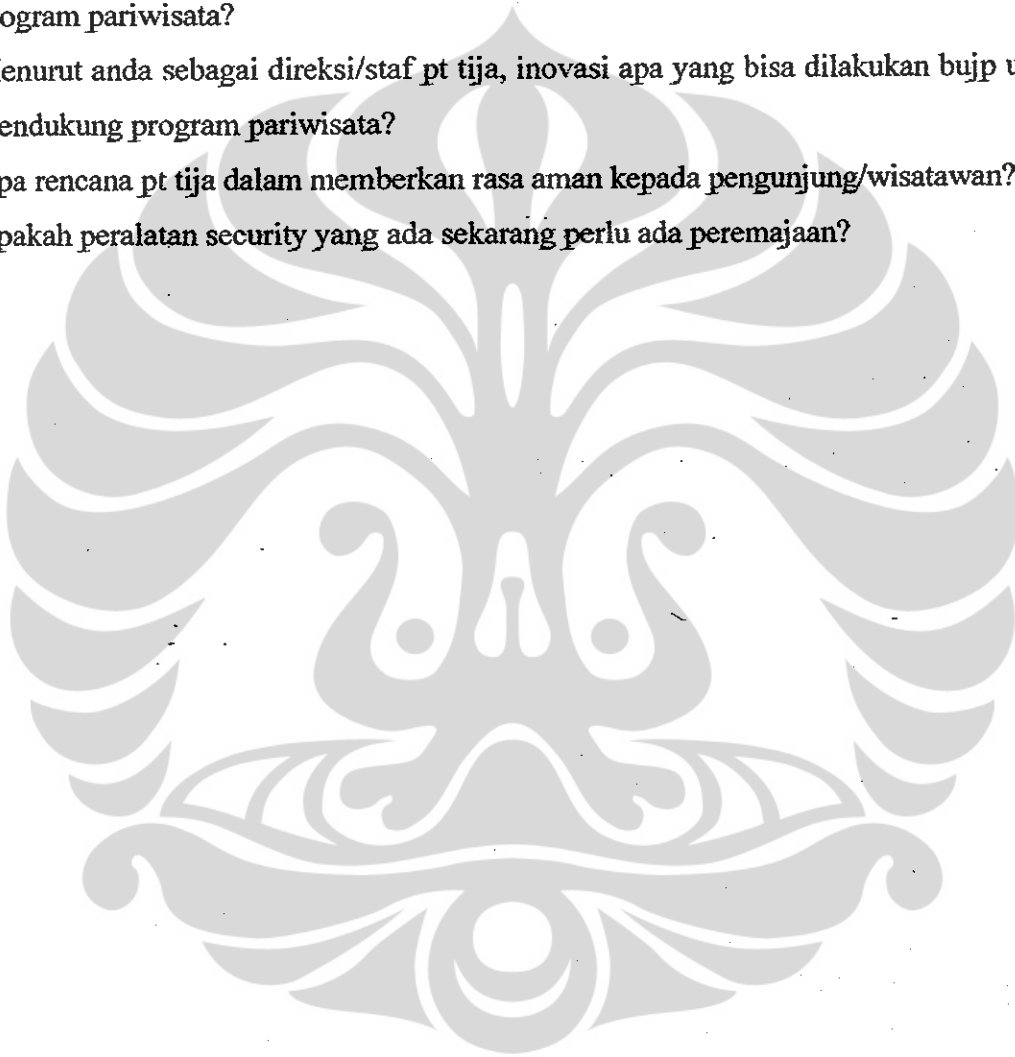 ogram pariwisata?
enurut anda sebagai direksi/staf pt tija, inovasi apa yang bisa dilakukan bujp u
endukung program pariwisata?
pa rencana pt tija dalam memberkan rasa aman kepada pengunjung/wisatawan?
pakah peralatan security yang ada sekarang perlu ada peremajaan?